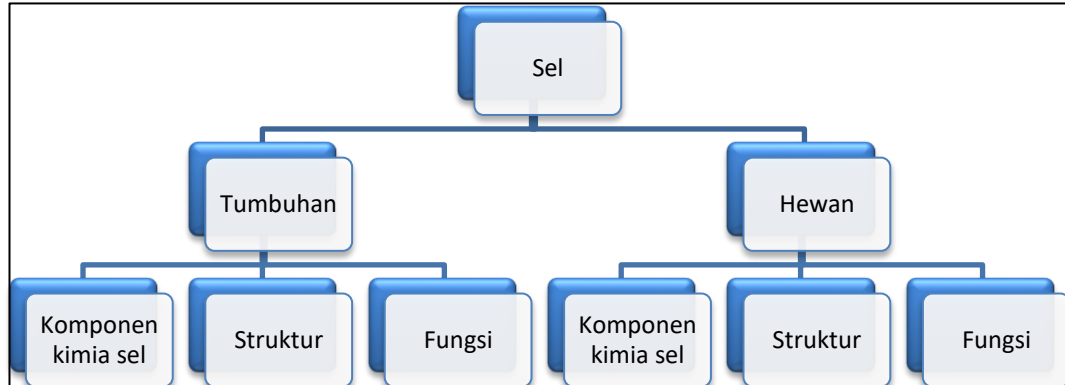 Sel
Tumbuhan
Hewan
Komponen
kimia sel
Struktur
Fungsi
Komponen
kimia sel
Struktur
Fungsi